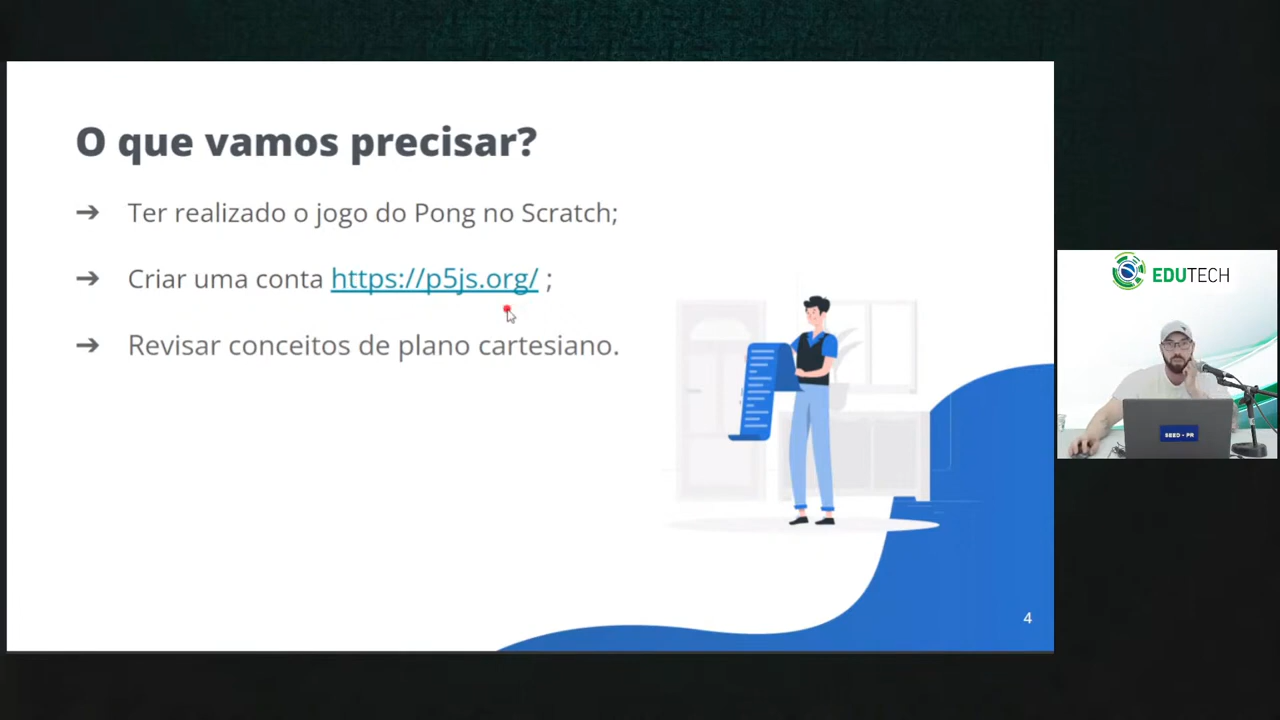 O que vamos precisar?
➔ Ter realizado o jogo do Pong no Scratch;
➔ Criar uma conta https://p5js.org/ ;
➔ Revisar conceitos de plano cartesiano.
4
EDUTECH
SEED - PR